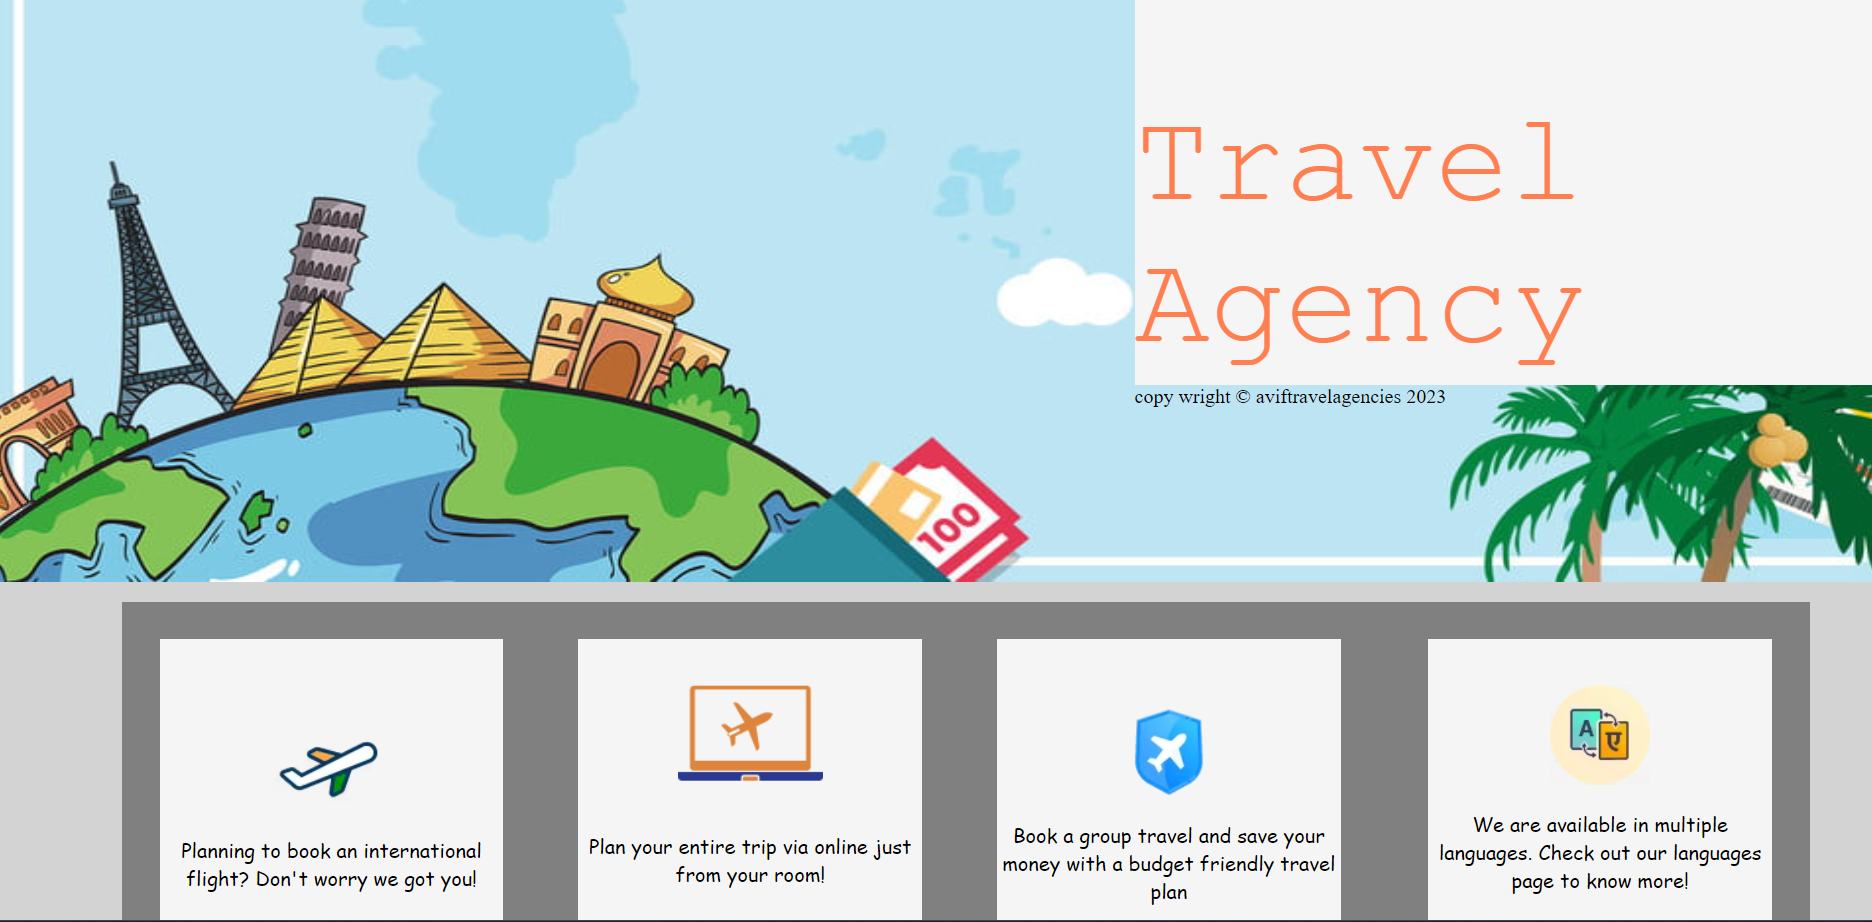 Travel
Agency
copy wright © aviftravelagencies 2023
100
A ए
Planning to book an international
flight? Don't worry we got you!
Plan your entire trip via online just
from your room!
Book a group travel and save your
money with a budget friendly travel
plan
We are available in multiple
languages. Check out our languages
page to know more!